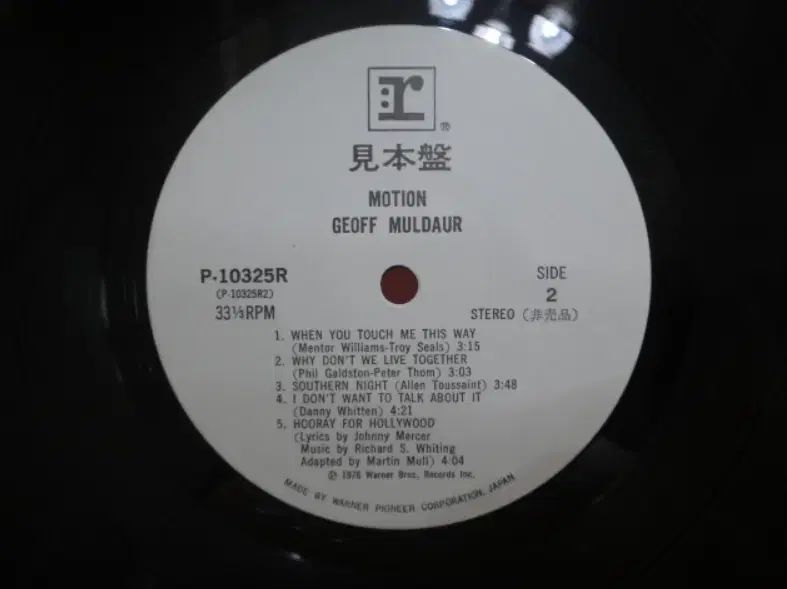 r
®
見本盤
MOTION
GEOFF MULDAUR
P-10325R
(P-10325R2)
33⅓RPM
SIDE
2
STEREO (非売品)
1. WHEN YOU TOUCH ME THIS WAY
(Mentor Williams-Troy Seals) 3:15
2. WHY DON'T WE LIVE TOGETHER
(Phil Galdston-Peter Thom) 3:03
3. SOUTHERN NIGHT (Allen Toussaint) 3:48
4. I DON'T WANT TO TALK ABOUT IT
(Danny Whitten) 4:21
5. HOORAY FOR HOLLYWOOD
(Lyrics by Johnny Mercer
Music by Richard S. Whiting
Adapted by Martin Mull) 4:04
Ⓟ 1976 Warner Bros. Records Inc.
MADE BY WARNER PIONEER CORPORATION, JAPAN